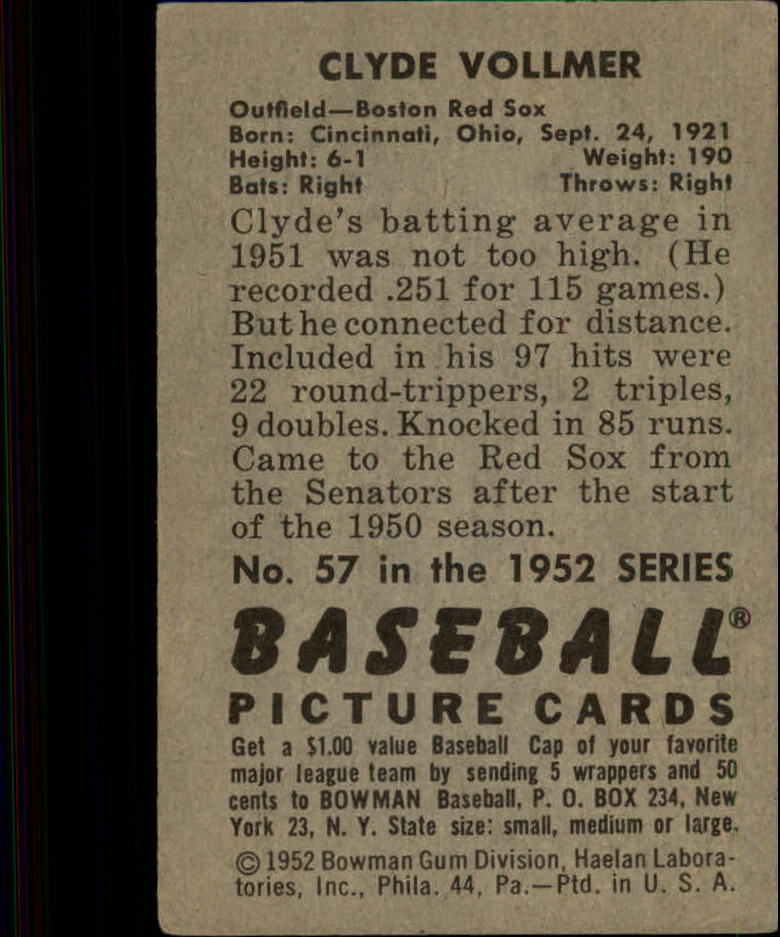 CLYDE VOLLMER
Outfield—Boston Red Sox
Born: Cincinnati, Ohio, Sept. 24, 1921
Height: 6-1 Weight: 190
Bats: Right Throws: Right
Clyde's batting average in
1951 was not too high. (He
recorded .251 for 115 games.)
But he connected for distance.
Included in his 97 hits were
22 round-trippers, 2 triples,
9 doubles. Knocked in 85 runs.
Came to the Red Sox from
the Senators after the start
of the 1950 season.
No. 57 in the 1952 SERIES
BASEBALL®
PICTURE CARDS
Get a $1.00 value Baseball Cap of your favorite
major league team by sending 5 wrappers and 50
cents to BOWMAN Baseball, P. O. BOX 234, New
York 23, N. Y. State size: small, medium or large.
© 1952 Bowman Gum Division, Haelan Labora-
tories, Inc., Phila. 44, Pa.—Ptd. in U. S. A.